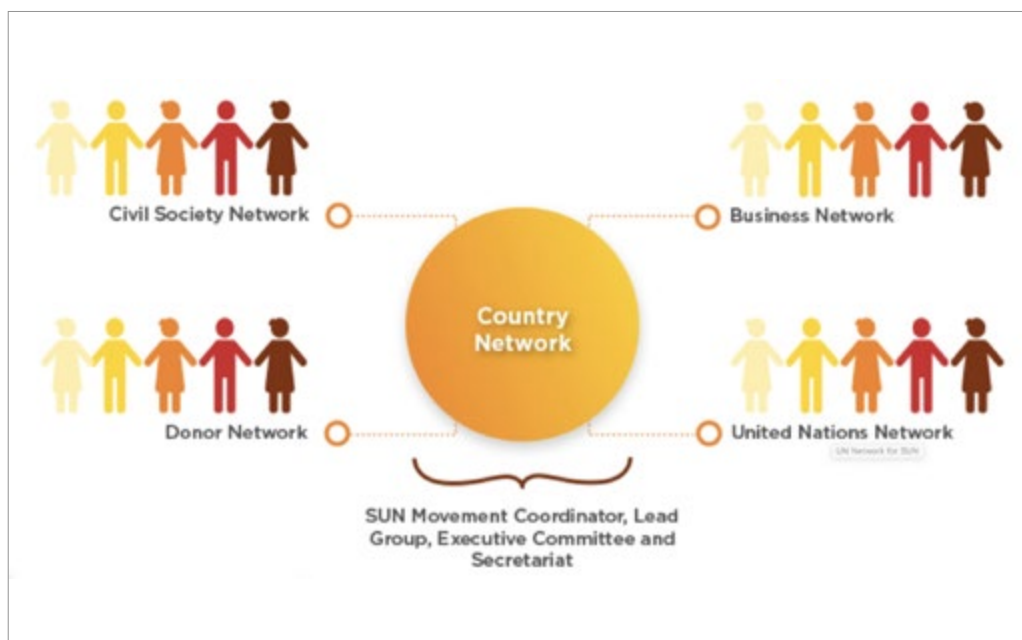 Civil Society Network
Business Network
Country
Network
Donor Network
United Nations Network
UN Network for SUN
SUN Movement Coordinator, Lead
Group, Executive Committee and
Secretariat